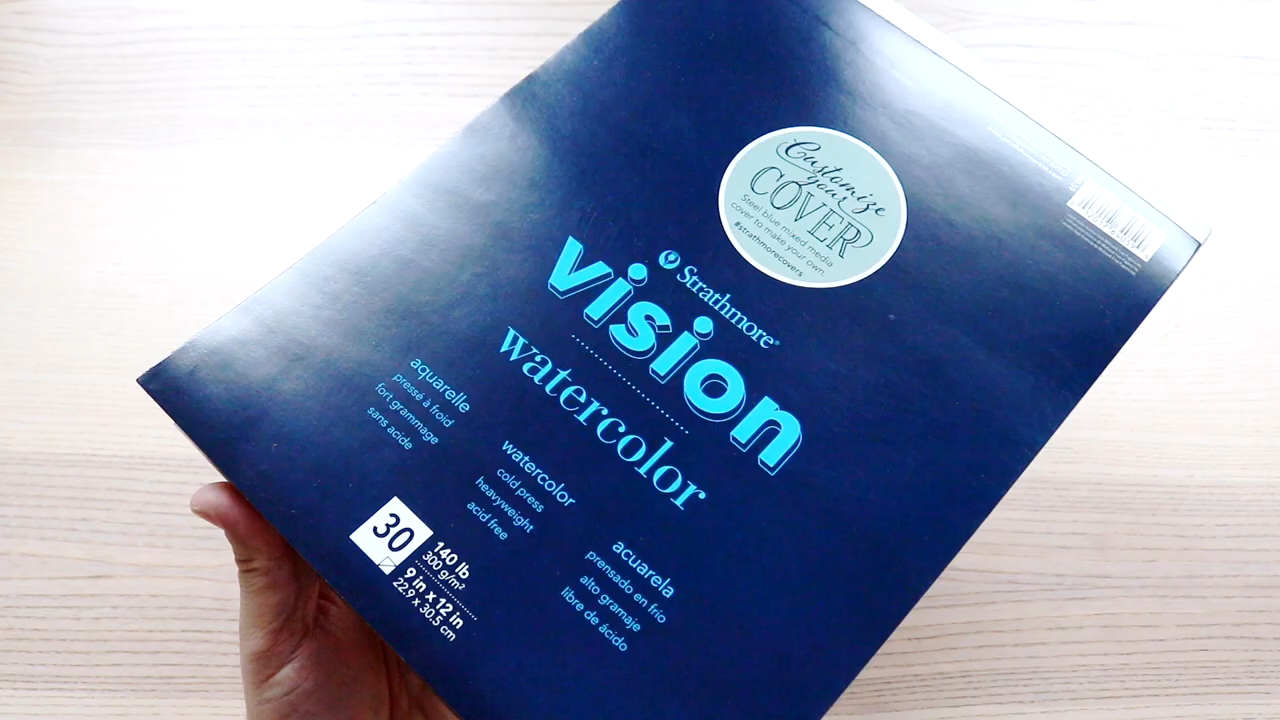 Customize
your
COVER
Steel blue mixed media
cover to make your own.
#strathmorecovers
Strathmore®
vision
watercolor
aquarelle
pressé à froid
fort grammage
sans acide
watercolor
cold press
heavyweight
acid free
acuarela
prensado en frío
alto gramaje
libre de ácido
30
140 lb
300 g/m²
9 in x 12 in
22.9 x 30.5 cm